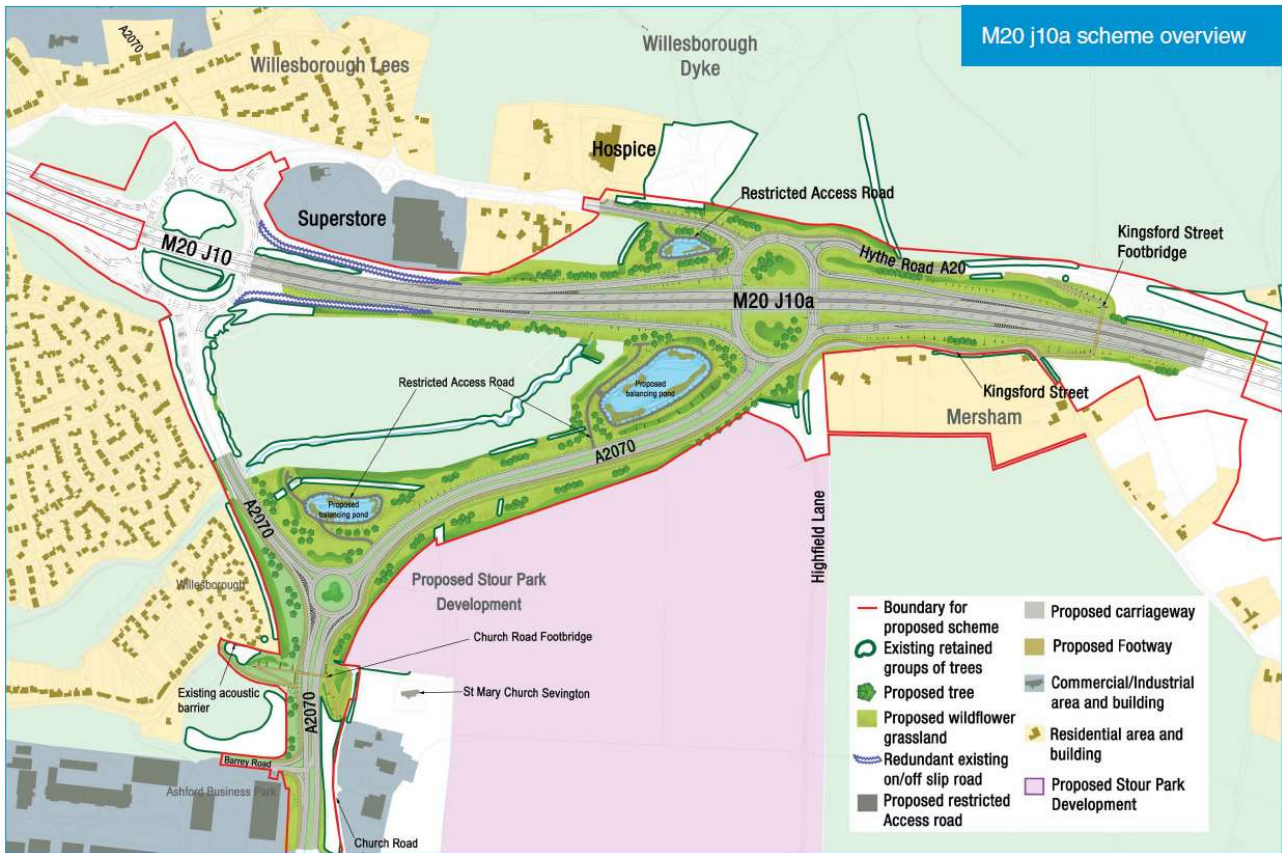 M20 j10a scheme overview
A2070
Willesborough Lees
Willesborough
Dyke
Hospice
Superstore
Restricted Access Road
Kingsford Street
Footbridge
M20 J10
Hythe Road A20
M20 J10a
Restricted Access Road
Proposed
balancing pond
Kingsford Street
Mersham
A2070
Proposed
balancing pond
A2070
Highfield Lane
Willesborough
Proposed Stour Park
Development
Church Road Footbridge
Existing acoustic
barrier
St Mary Church Sevington
A2070
Barrey Road
Ashford Business Park
Church Road
Boundary for
proposed scheme
Existing retained
groups of trees
Proposed tree
Proposed wildflower
grassland
Redundant existing
on/off slip road
Proposed restricted
Access road
Proposed carriageway
Proposed Footway
Commercial/Industrial
area and building
Residential area and
building
Proposed Stour Park
Development